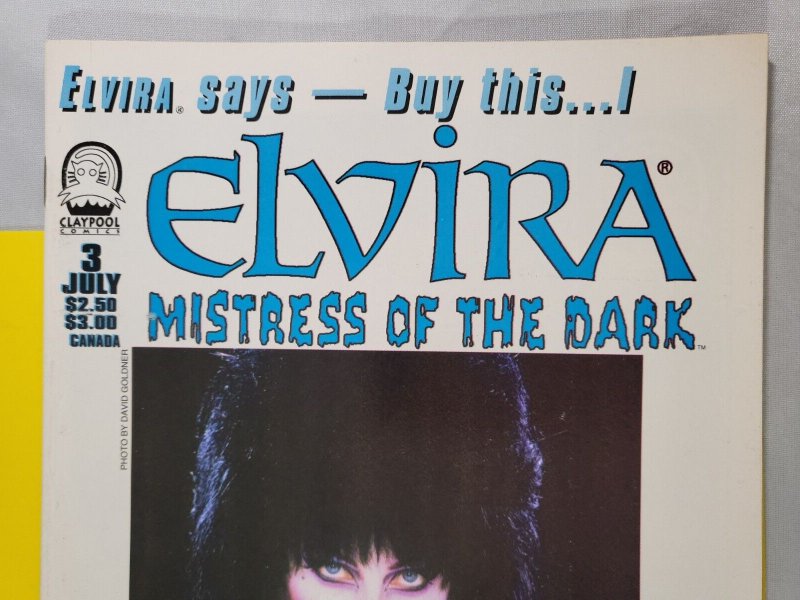 ELVIRA® says — Buy this...I
ELVIRA®
CLAYPOOL
COMICS
3
JULY
$2.50
$3.00
CANADA
MISTRESS OF THE DARK™
PHOTO BY DAVID GOLDNER